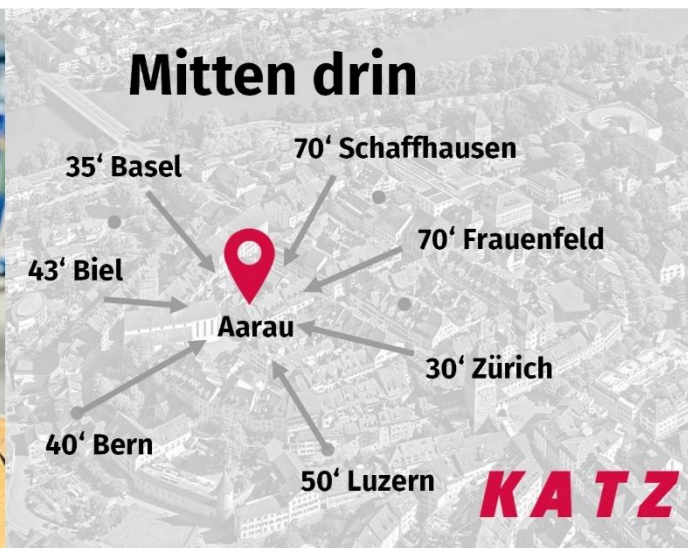 Mitten drin
70‘ Schaffhausen
35‘ Basel
70‘ Frauenfeld
43‘ Biel
Aarau
30‘ Zürich
40‘ Bern
50‘ Luzern
KATZ